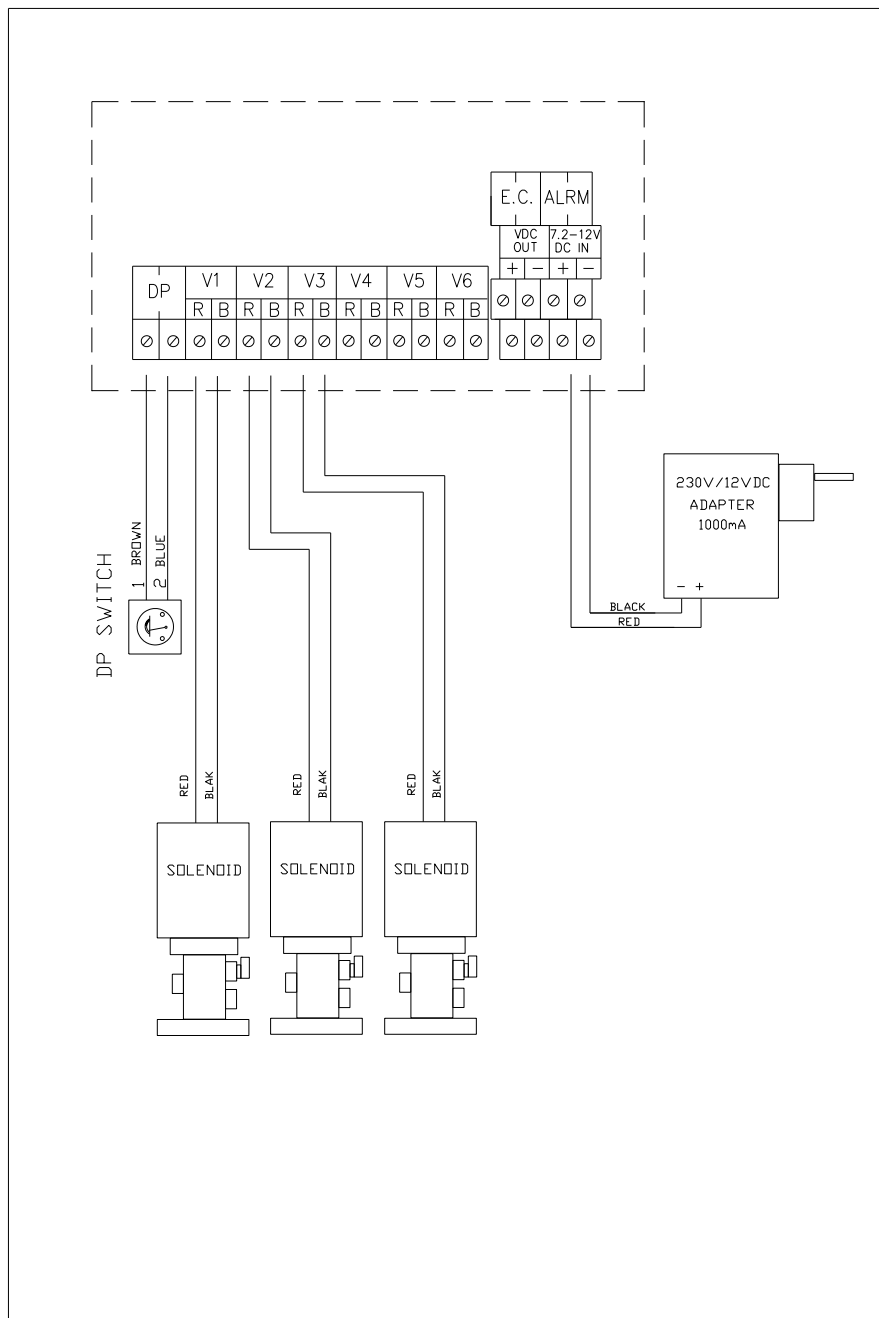 E.C. ALRM
VDC OUT 7.2-12V DC IN
+ - + -
DP V1 V2 V3 V4 V5 V6
R B R B R B R B R B R B
230V/12VDC
ADAPTER
1000mA
- +
BLACK
RED
DP SWITCH
1 BROWN
2 BLUE
RED BLAK RED BLAK RED BLAK
SOLENOID SOLENOID SOLENOID